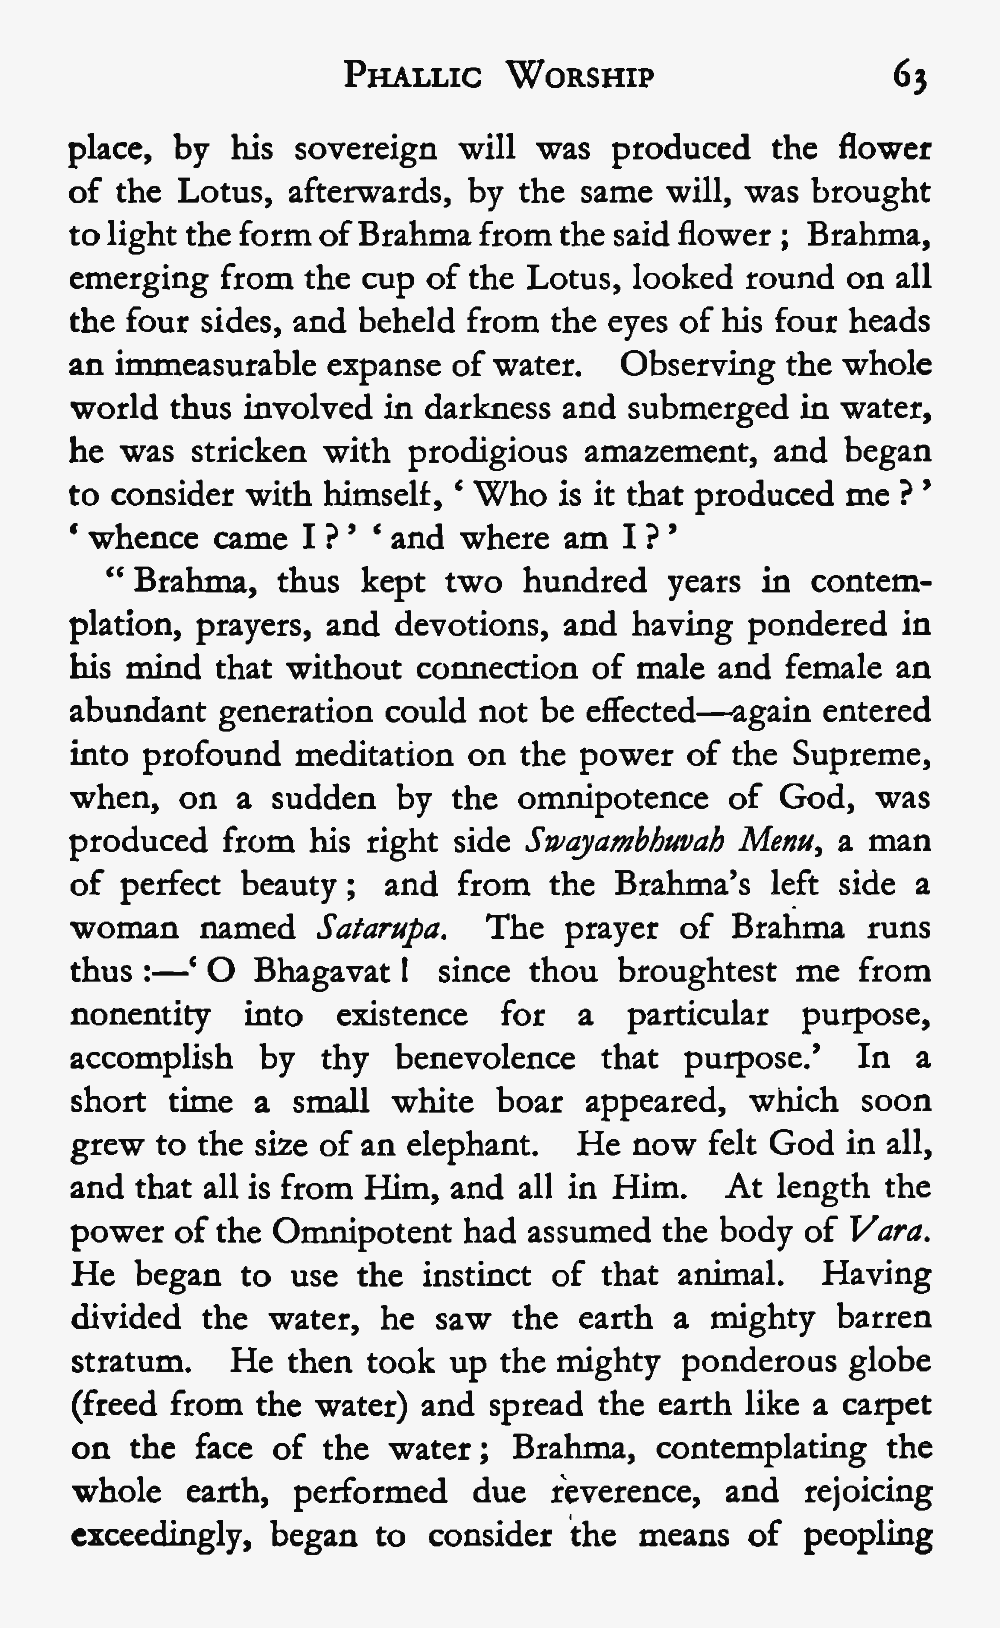 PHALLIC WORSHIP 63
place, by his sovereign will was produced the flower
of the Lotus, afterwards, by the same will, was brought
to light the form of Brahma from the said flower ; Brahma,
emerging from the cup of the Lotus, looked round on all
the four sides, and beheld from the eyes of his four heads
an immeasurable expanse of water. Observing the whole
world thus involved in darkness and submerged in water,
he was stricken with prodigious amazement, and began
to consider with himself, ‘ Who is it that produced me ? ’
‘ whence came I ? ’ ‘ and where am I ? ’
“ Brahma, thus kept two hundred years in contem-
plation, prayers, and devotions, and having pondered in
his mind that without connection of male and female an
abundant generation could not be effected—again entered
into profound meditation on the power of the Supreme,
when, on a sudden by the omnipotence of God, was
produced from his right side Swayambhuvah Menu, a man
of perfect beauty ; and from the Brahma’s left side a
woman named Satarupa. The prayer of Brahma runs
thus :—‘ O Bhagavat ! since thou broughtest me from
nonentity into existence for a particular purpose,
accomplish by thy benevolence that purpose.’ In a
short time a small white boar appeared, which soon
grew to the size of an elephant. He now felt God in all,
and that all is from Him, and all in Him. At length the
power of the Omnipotent had assumed the body of Vara.
He began to use the instinct of that animal. Having
divided the water, he saw the earth a mighty barren
stratum. He then took up the mighty ponderous globe
(freed from the water) and spread the earth like a carpet
on the face of the water ; Brahma, contemplating the
whole earth, performed due reverence, and rejoicing
exceedingly, began to consider the means of peopling